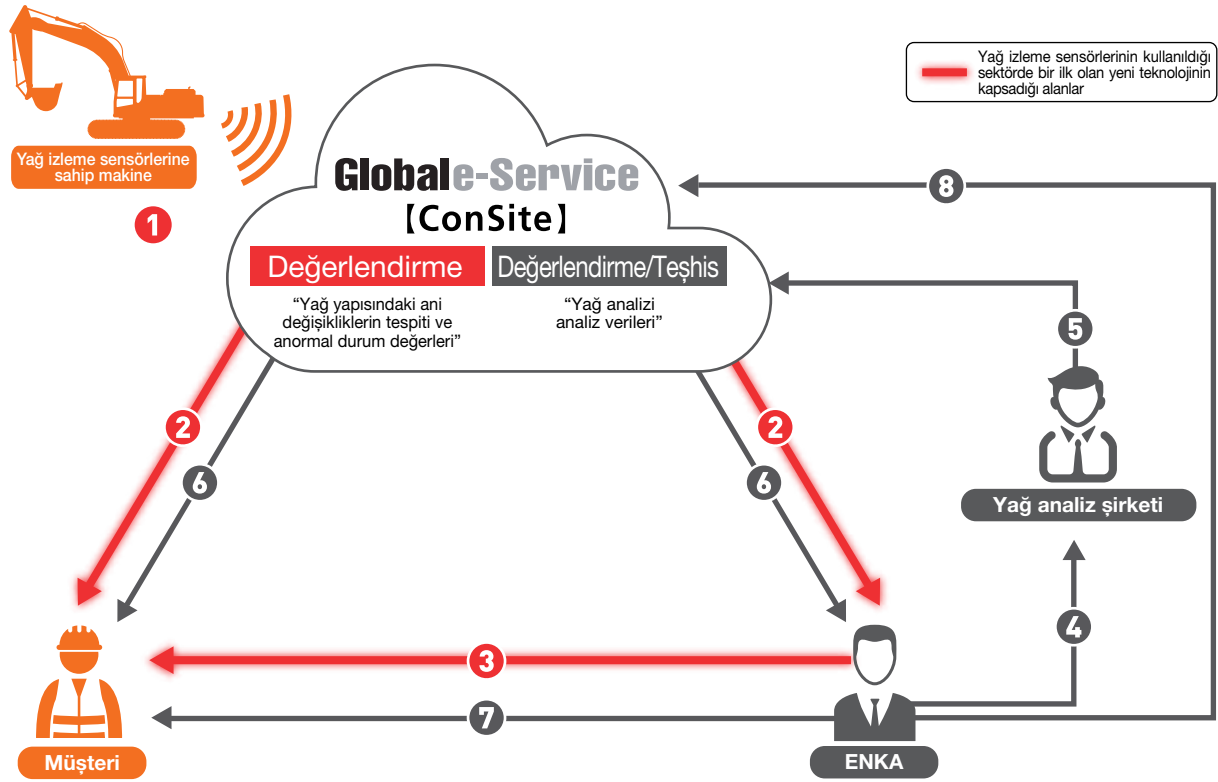 Yağ izleme sensörlerinin kullanıldığı
sektörde bir ilk olan yeni teknolojinin
kapsadığı alanlar
Yağ izleme sensörlerine
sahip makine
1
Globale-Service
【ConSite】
Değerlendirme
Değerlendirme/Teşhis
“Yağ yapısındaki ani
değişikliklerin tespiti ve
anormal durum değerleri”
“Yağ analizi
analiz verileri”
8
5
2
2
6
6
Yağ analiz şirketi
4
3
7
Müşteri
ENKA